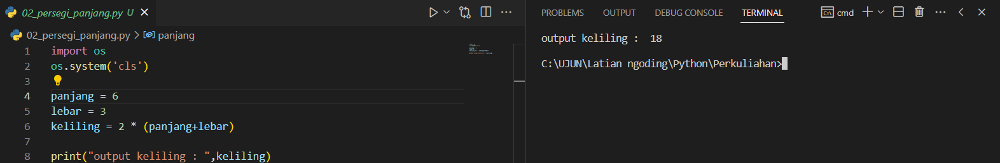 02_persegi_panjang.py U
02_persegi_panjang.py > panjang
1 import os
2 os.system('cls')
3
4 panjang = 6
5 lebar = 3
6 keliling = 2 * (panjang+lebar)
7
8 print("output keliling : ",keliling)
PROBLEMS OUTPUT DEBUG CONSOLE TERMINAL cmd
output keliling :  18
C:\UJUN\Latian ngoding\Python\Perkuliahan>